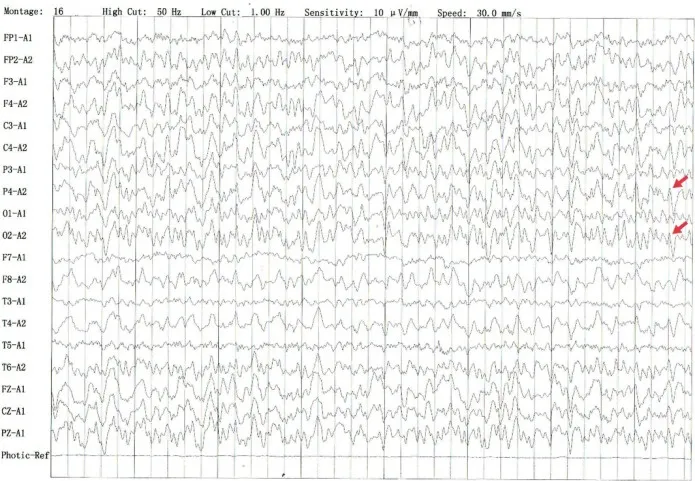 Montage: 16 High Cut: 50 Hz Low Cut: 1.00 Hz Sensitivity: 10 μV/mm Speed: 30.0 mm/s
FP1-A1
FP2-A2
F3-A1
F4-A2
C3-A1
C4-A2
P3-A1
P4-A2
O1-A1
O2-A2
F7-A1
F8-A2
T3-A1
T4-A2
T5-A1
T6-A2
FZ-A1
CZ-A1
PZ-A1
Photic-Ref